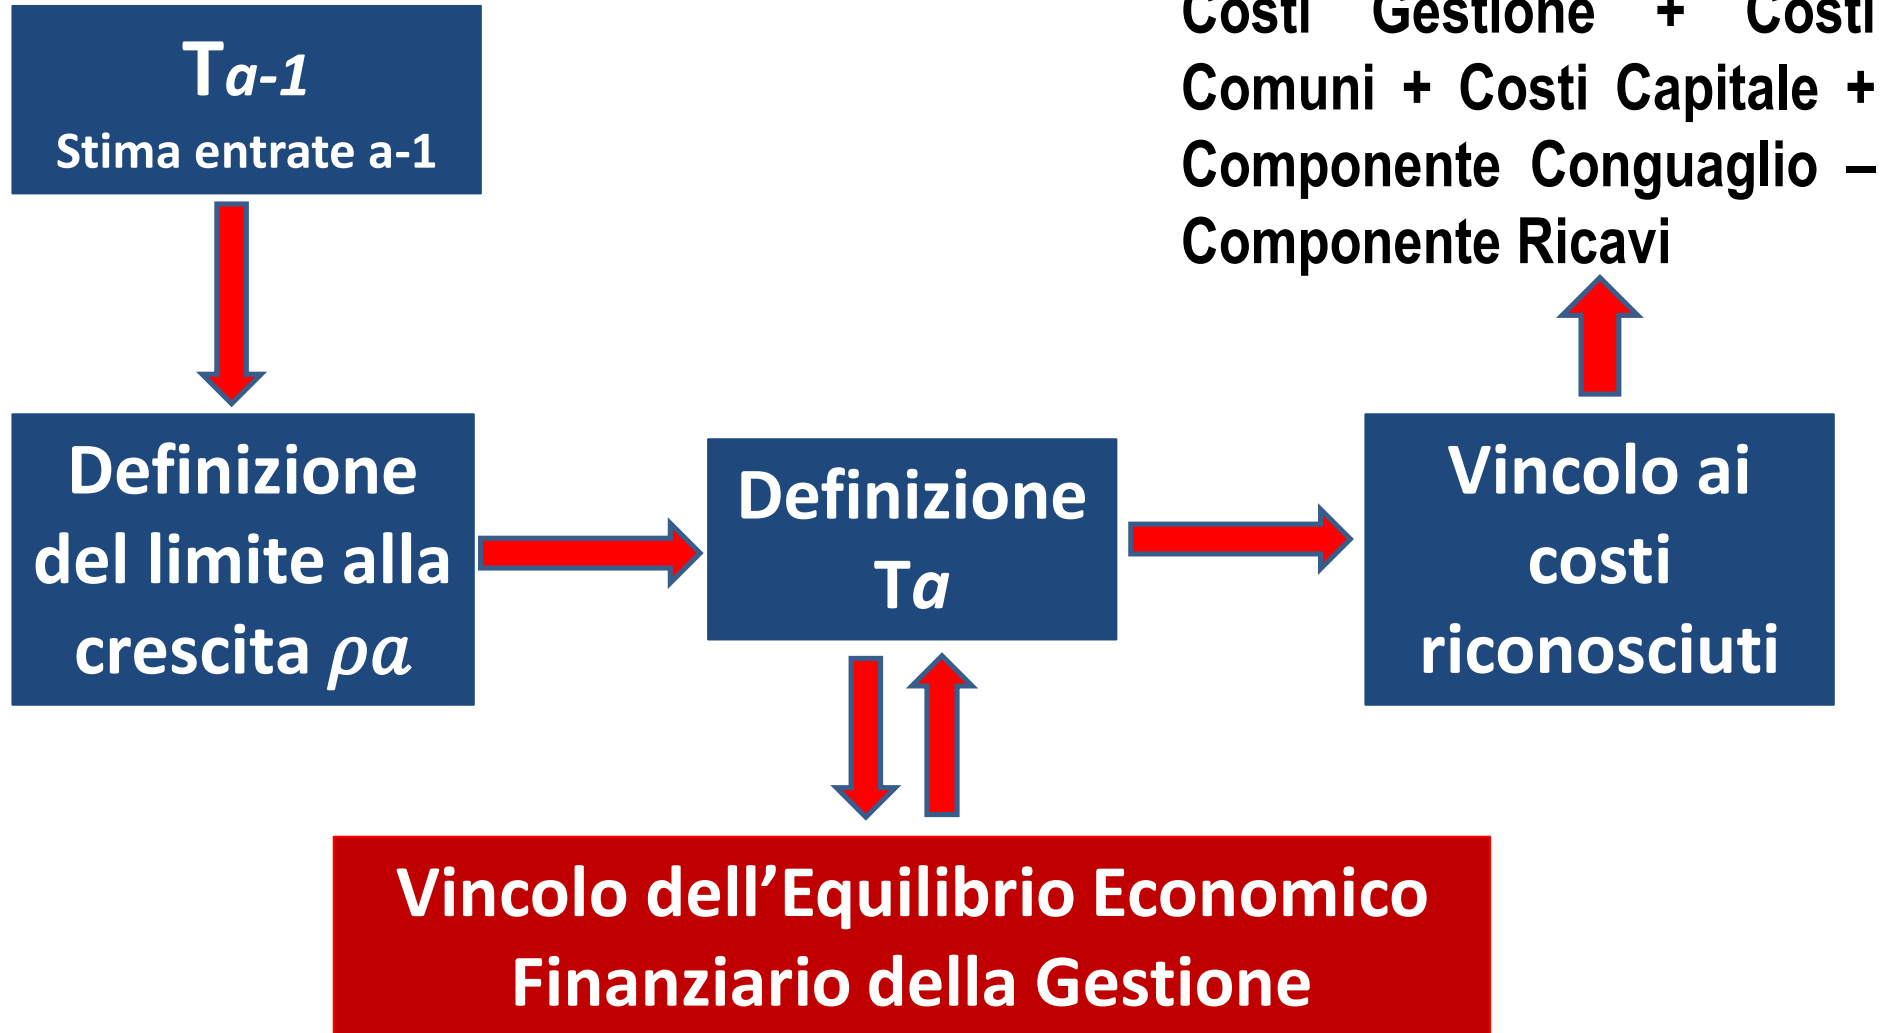 Ta-1
Stima entrate a-1
Costi Gestione + Costi
Comuni + Costi Capitale +
Componente Conguaglio –
Componente Ricavi
Definizione
del limite alla
crescita ρa
Definizione
Ta
Vincolo ai
costi
riconosciuti
Vincolo dell’Equilibrio Economico
Finanziario della Gestione